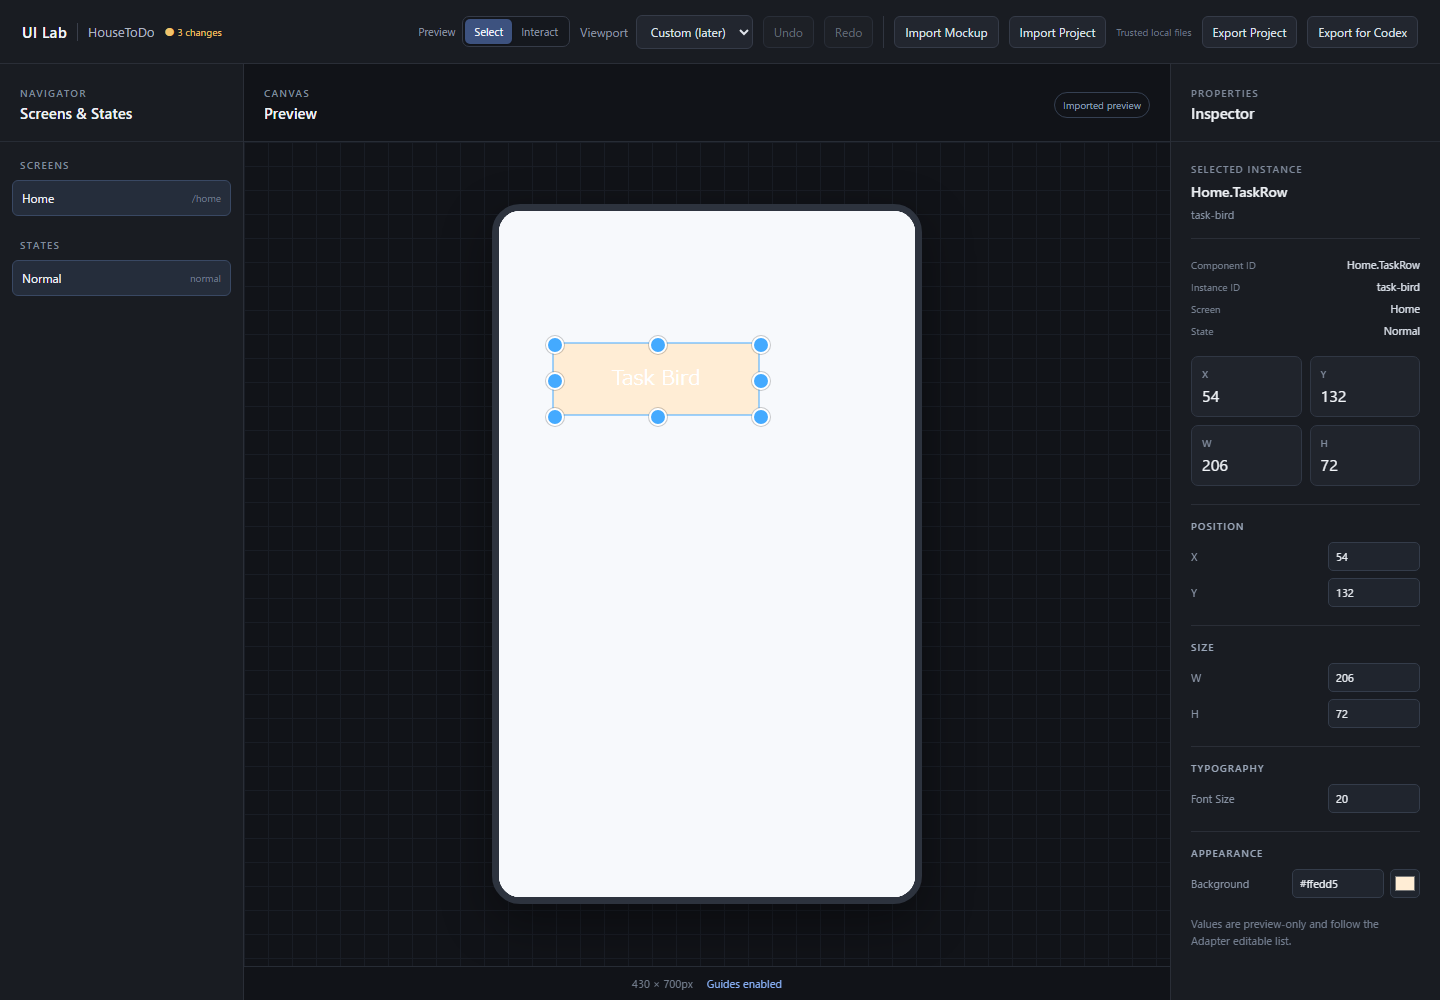 UI Lab
HouseToDo
3 changes
Preview
Select
Interact
Viewport
Custom (later)
Undo
Redo
Import Mockup
Import Project
Trusted local files
Export Project
Export for Codex
NAVIGATOR
Screens & States
SCREENS
Home /home
STATES
Normal normal
CANVAS
Preview
Imported preview
Task Bird
430 × 700px Guides enabled
PROPERTIES
Inspector
SELECTED INSTANCE
Home.TaskRow
task-bird
Component ID Home.TaskRow
Instance ID task-bird
Screen Home
State Normal
X
54
Y
132
W
206
H
72
POSITION
X 54
Y 132
SIZE
W 206
H 72
TYPOGRAPHY
Font Size 20
APPEARANCE
Background #ffedd5
Values are preview-only and follow the
Adapter editable list.